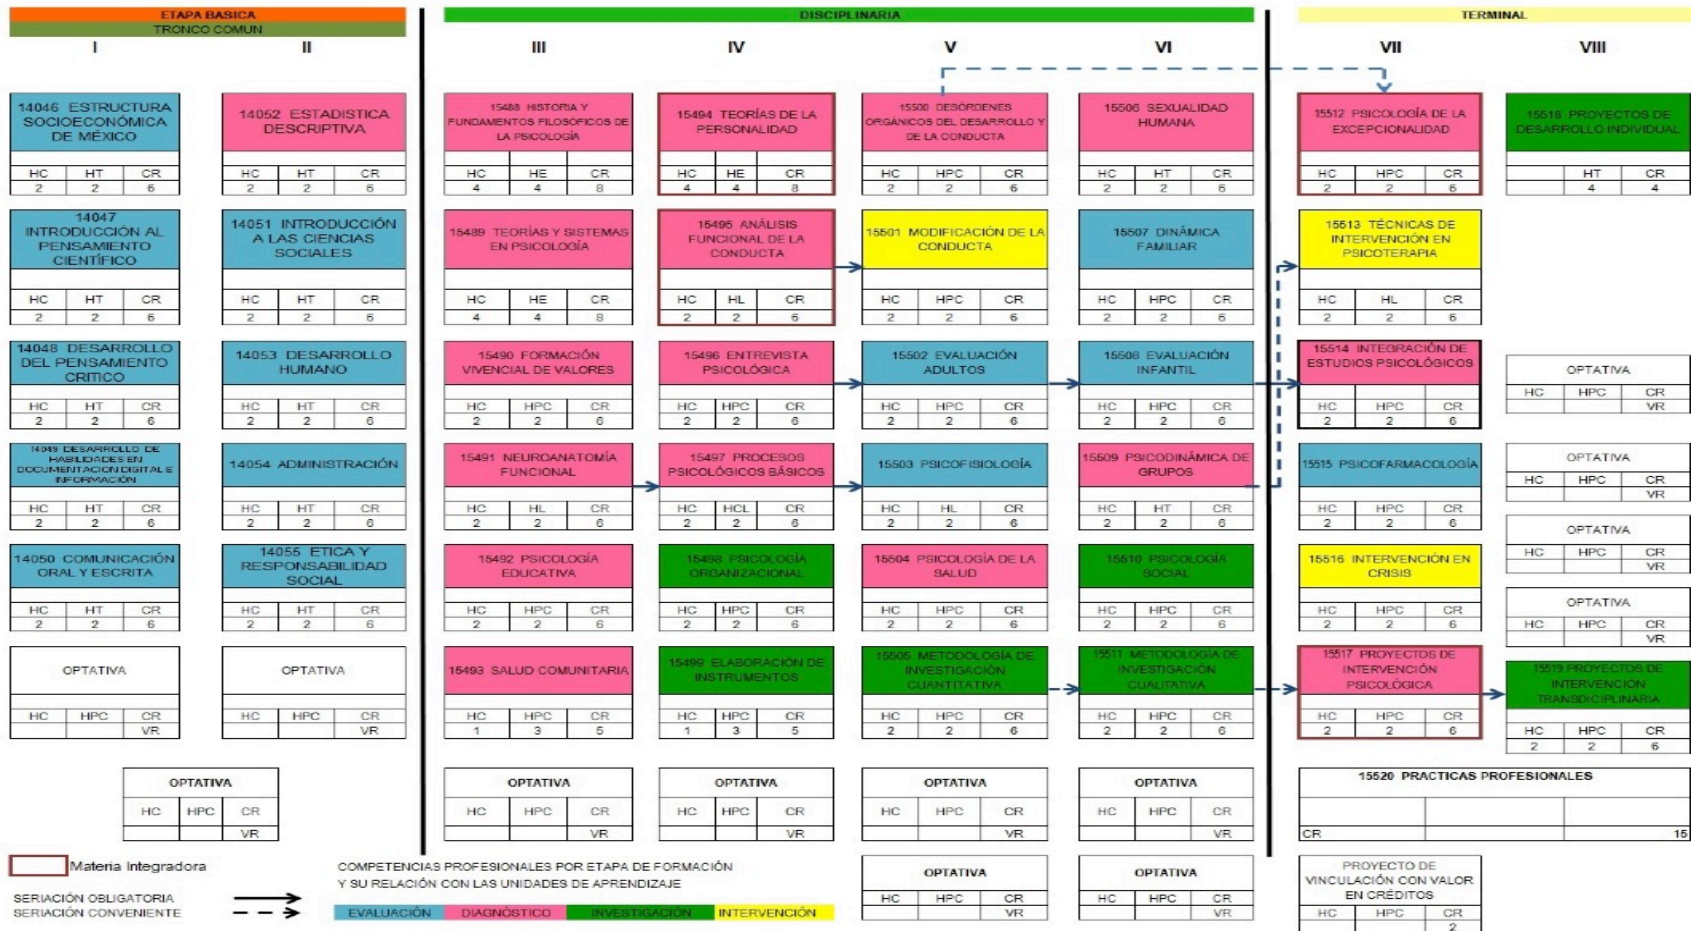 ETAPA BASICA
TRONCO COMUN
DISCIPLINARIA
TERMINAL
I
II
III
IV
V
VI
VII
VIII
14046 ESTRUCTURA
SOCIOECONÓMICA
DE MÉXICO
HC HT CR
2 2 6
14052 ESTADISTICA
DESCRIPTIVA
HC HT CR
2 2 6
15488 HISTORIA Y
FUNDAMENTOS FILOSÓFICOS DE
LA PSICOLOGÍA
HC HE CR
4 4 8
15494 TEORÍAS DE LA
PERSONALIDAD
HC HE CR
4 4 8
15500 DESÓRDENES
ORGÁNICOS DEL DESARROLLO Y
DE LA CONDUCTA
HC HPC CR
2 2 6
15506 SEXUALIDAD
HUMANA
HC HT CR
2 2 6
15512 PSICOLOGÍA DE LA
EXCEPCIONALIDAD
HC HPC CR
2 2 6
15518 PROYECTOS DE
DESARROLLO INDIVIDUAL
HT CR
4 4
14047
INTRODUCCIÓN AL
PENSAMIENTO
CIENTÍFICO
HC HT CR
2 2 6
14051 INTRODUCCIÓN
A LAS CIENCIAS
SOCIALES
HC HT CR
2 2 6
15489 TEORÍAS Y SISTEMAS
EN PSICOLOGÍA
HC HE CR
4 4 8
15495 ANÁLISIS
FUNCIONAL DE LA
CONDUCTA
HC HL CR
2 2 6
15501 MODIFICACIÓN DE LA
CONDUCTA
HC HPC CR
2 2 6
15507 DINÁMICA
FAMILIAR
HC HPC CR
2 2 6
15513 TÉCNICAS DE
INTERVENCIÓN EN
PSICOTERAPIA
HC HL CR
2 2 6
14048 DESARROLLO
DEL PENSAMIENTO
CRITICO
HC HT CR
2 2 6
14053 DESARROLLO
HUMANO
HC HT CR
2 2 6
15490 FORMACIÓN
VIVENCIAL DE VALORES
HC HPC CR
2 2 6
15496 ENTREVISTA
PSICOLÓGICA
HC HPC CR
2 2 6
15502 EVALUACIÓN
ADULTOS
HC HPC CR
2 2 6
15508 EVALUACIÓN
INFANTIL
HC HPC CR
2 2 6
15514 INTEGRACIÓN DE
ESTUDIOS PSICOLÓGICOS
HC HPC CR
2 2 6
OPTATIVA
HC HPC CR
VR
14049 DESARROLLO DE
HABILIDADES EN
DOCUMENTACION DIGITAL E
INFORMACIÓN
HC HT CR
2 2 6
14054 ADMINISTRACIÓN
HC HT CR
2 2 6
15491 NEUROANATOMÍA
FUNCIONAL
HC HL CR
2 2 6
15497 PROCESOS
PSICOLÓGICOS BÁSICOS
HC HCL CR
2 2 6
15503 PSICOFISIOLOGÍA
HC HL CR
2 2 6
15509 PSICODINÁMICA DE
GRUPOS
HC HT CR
2 2 6
15515 PSICOFARMACOLOGÍA
HC HPC CR
2 2 6
OPTATIVA
HC HPC CR
VR
14050 COMUNICACIÓN
ORAL Y ESCRITA
HC HT CR
2 2 6
14055 ETICA Y
RESPONSABILIDAD
SOCIAL
HC HT CR
2 2 6
15492 PSICOLOGÍA
EDUCATIVA
HC HPC CR
2 2 6
15498 PSICOLOGÍA
ORGANIZACIONAL
HC HPC CR
2 2 6
15504 PSICOLOGÍA DE LA
SALUD
HC HPC CR
2 2 6
15510 PSICOLOGÍA
SOCIAL
HC HPC CR
2 2 6
15516 INTERVENCIÓN EN
CRISIS
HC HPC CR
2 2 6
OPTATIVA
HC HPC CR
VR
OPTATIVA
HC HPC CR
VR
OPTATIVA
HC HPC CR
VR
OPTATIVA
HC HPC CR
VR
15493 SALUD COMUNITARIA
HC HPC CR
1 3 5
15499 ELABORACIÓN DE
INSTRUMENTOS
HC HPC CR
1 3 5
15505 METODOLOGÍA DE
INVESTIGACIÓN
CUANTITATIVA
HC HPC CR
2 2 6
15511 METODOLOGÍA DE
INVESTIGACIÓN
CUALITATIVA
HC HPC CR
2 2 6
15517 PROYECTOS DE
INTERVENCIÓN
PSICOLÓGICA
HC HPC CR
2 2 6
15519 PROYECTOS DE
INTERVENCIÓN
TRANSDICIPLINARIA
HC HPC CR
2 2 6
OPTATIVA
HC HPC CR
VR
OPTATIVA
HC HPC CR
VR
OPTATIVA
HC HPC CR
VR
OPTATIVA
HC HPC CR
VR
OPTATIVA
HC HPC CR
VR
15520 PRACTICAS PROFESIONALES
CR 15
Materia Integradora
SERIACIÓN OBLIGATORIA
SERIACIÓN CONVENIENTE
COMPETENCIAS PROFESIONALES POR ETAPA DE FORMACIÓN
Y SU RELACIÓN CON LAS UNIDADES DE APRENDIZAJE
EVALUACIÓN DIAGNÓSTICO INVESTIGACIÓN INTERVENCIÓN
OPTATIVA
HC HPC CR
VR
OPTATIVA
HC HPC CR
VR
PROYECTO DE
VINCULACIÓN CON VALOR
EN CRÉDITOS
HC HPC CR
2